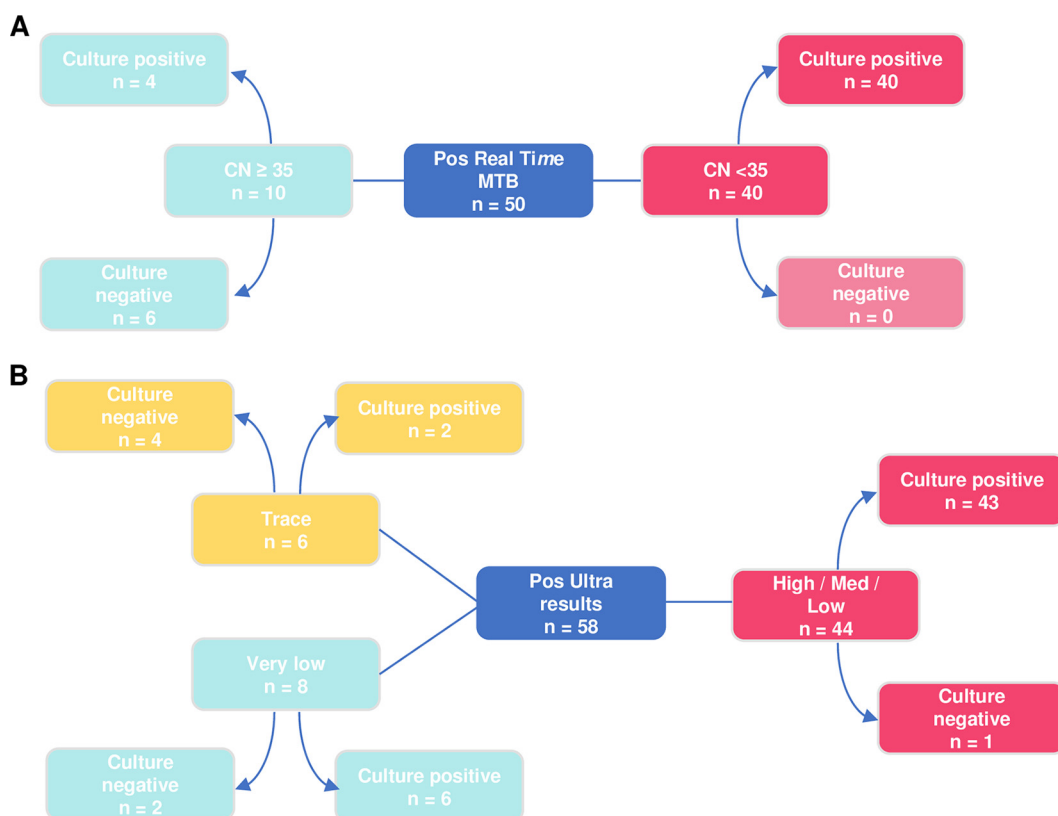 A
Culture positive
n = 4
Culture positive
n = 40
CN ≥ 35
n = 10
Pos Real Time
MTB
n = 50
CN <35
n = 40
Culture
negative
n = 6
Culture
negative
n = 0
B
Culture
negative
n = 4
Culture positive
n = 2
Culture positive
n = 43
Trace
n = 6
Pos Ultra
results
n = 58
High / Med /
Low
n = 44
Very low
n = 8
Culture
negative
n = 1
Culture
negative
n = 2
Culture positive
n = 6